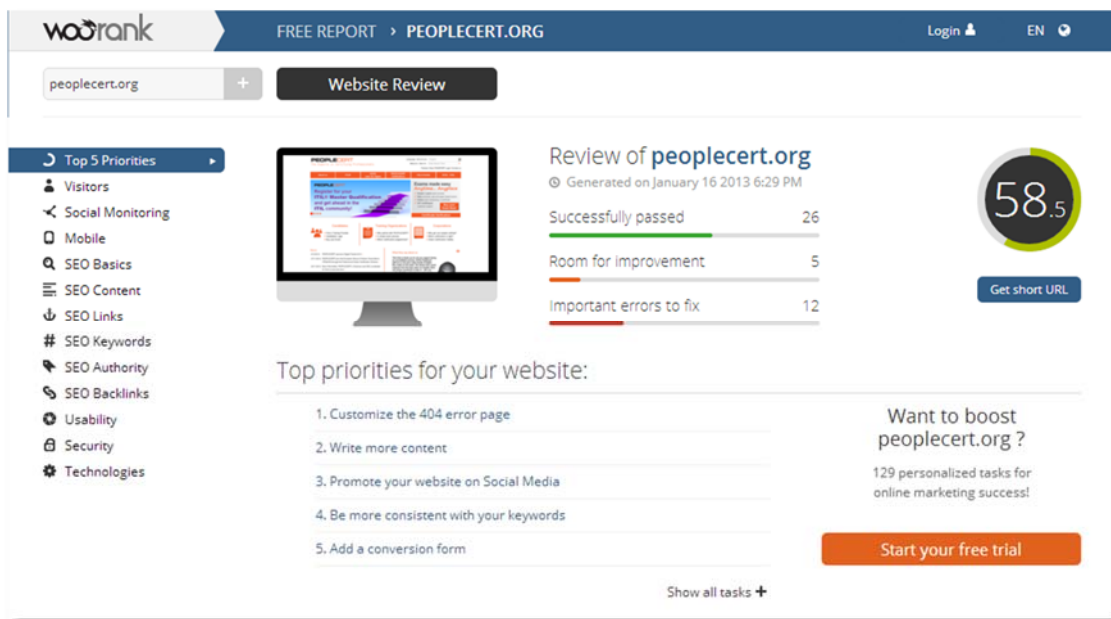 woorank
FREE REPORT › PEOPLECERT.ORG
Login
EN
peoplecert.org
+
Website Review
Top 5 Priorities
Visitors
Social Monitoring
Mobile
SEO Basics
SEO Content
SEO Links
SEO Keywords
SEO Authority
SEO Backlinks
Usability
Security
Technologies
PEOPLECERT
Review of peoplecert.org
Generated on January 16 2013 6:29 PM
Successfully passed 26
Room for improvement 5
Important errors to fix 12
58.5
Get short URL
Top priorities for your website:
1. Customize the 404 error page
2. Write more content
3. Promote your website on Social Media
4. Be more consistent with your keywords
5. Add a conversion form
Show all tasks +
Want to boost
peoplecert.org ?
129 personalized tasks for
online marketing success!
Start your free trial